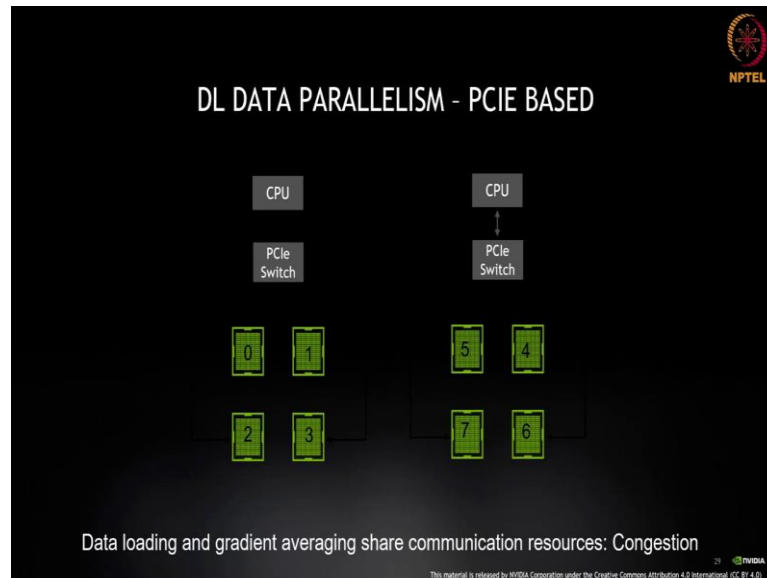 NPTEL
DL DATA PARALLELISM - PCIE BASED
CPU
CPU
PCIe
Switch
PCIe
Switch
0
1
5
4
2
3
7
6
Data loading and gradient averaging share communication resources: Congestion
29 NVIDIA
This material is released by NVIDIA Corporation under the Creative Commons Attribution 4.0 International (CC BY 4.0)